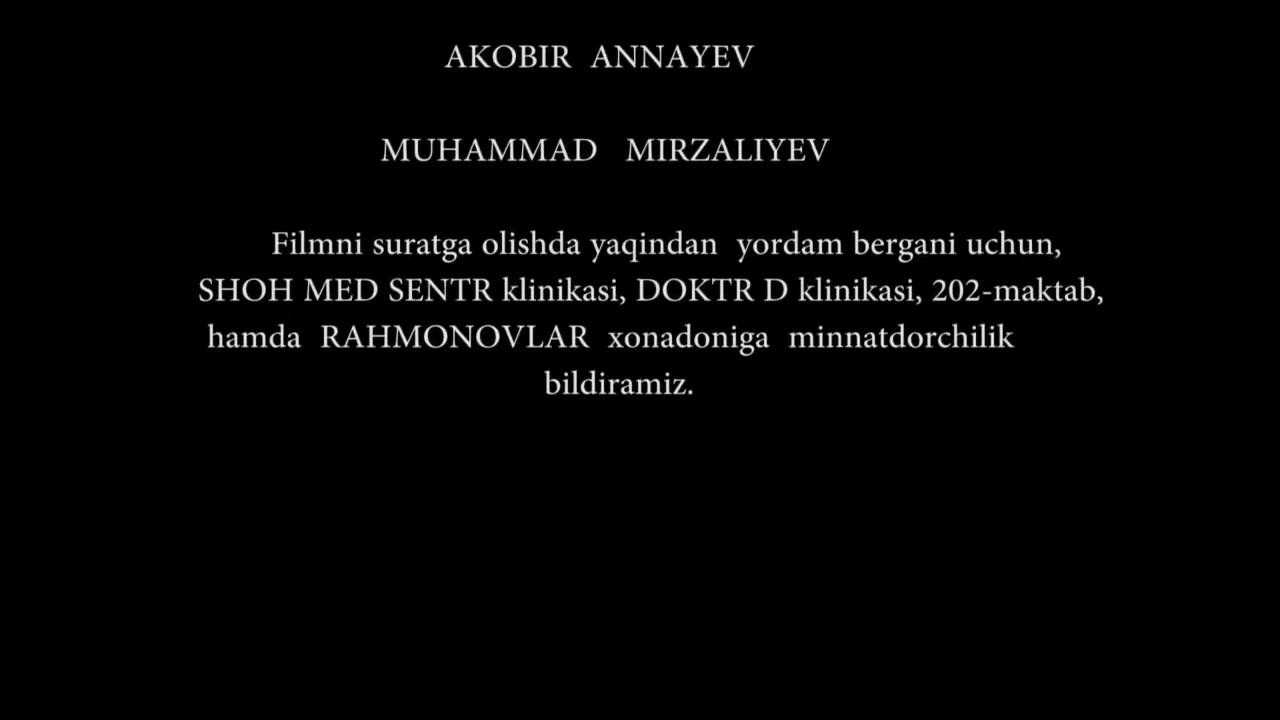 AKOBIR ANNAYEV
MUHAMMAD MIRZALIYEV
Filmni suratga olishda yaqindan yordam bergani uchun,
SHOH MED SENTR klinikasi, DOKTR D klinikasi, 202-maktab,
hamda RAHMONOVLAR xonadoniga minnatdorchilik
bildiramiz.